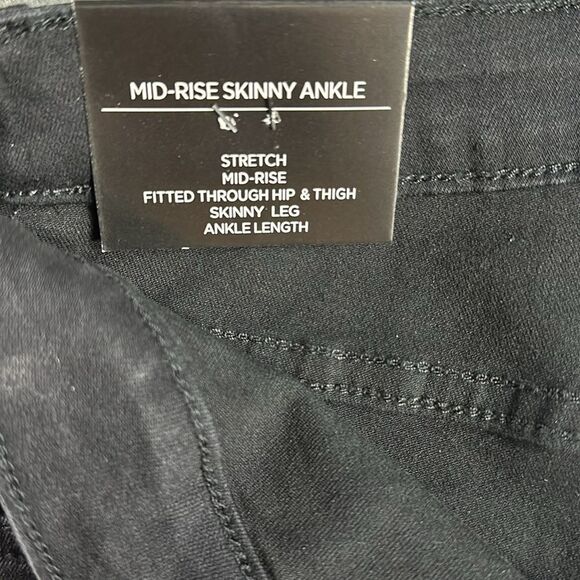 MID-RISE SKINNY ANKLE
STRETCH
MID-RISE
FITTED THROUGH HIP & THIGH
SKINNY LEG
ANKLE LENGTH